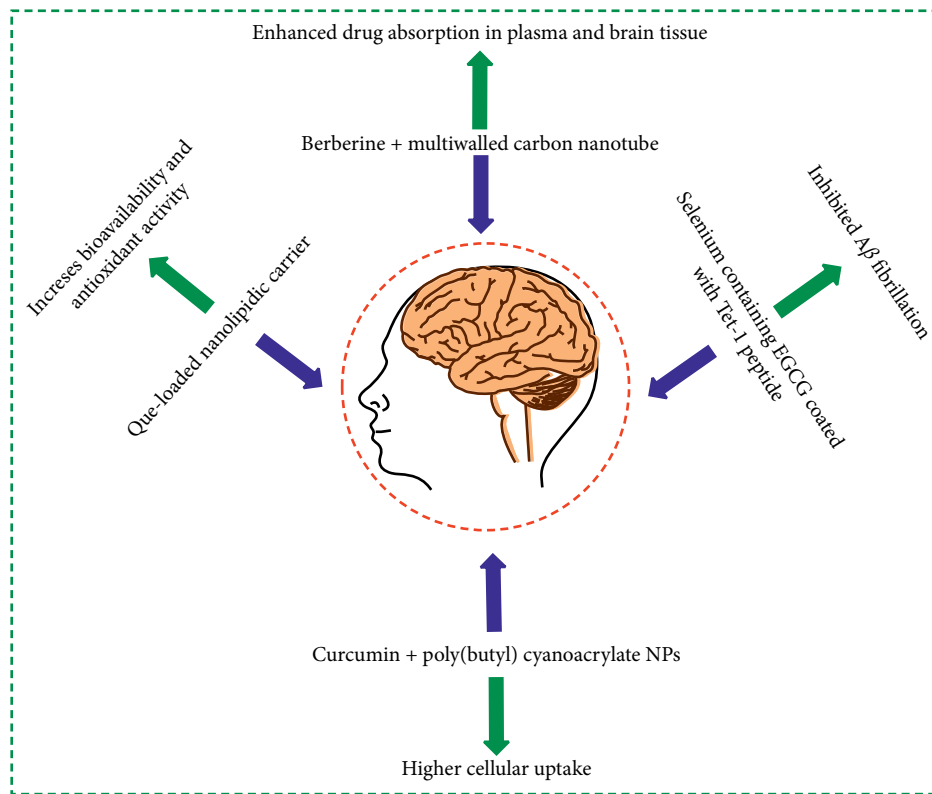 Enhanced drug absorption in plasma and brain tissue
Berberine + multiwalled carbon nanotube
Increses bioavailability and
antioxidant activity
Que-loaded nanolipidic carrier
Selenium containing EGCG coated
with Tet-1 peptide
Inhibited Aβ fibrillation
Curcumin + poly(butyl) cyanoacrylate NPs
Higher cellular uptake